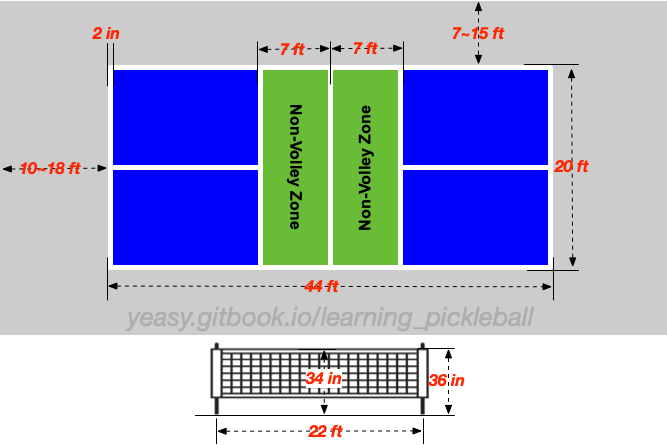 2 in
7 ft
7 ft
7~15 ft
Non-Volley Zone
Non-Volley Zone
10~18 ft
20 ft
44 ft
yeasy.gitbook.io/learning_pickleball
34 in
36 in
22 ft